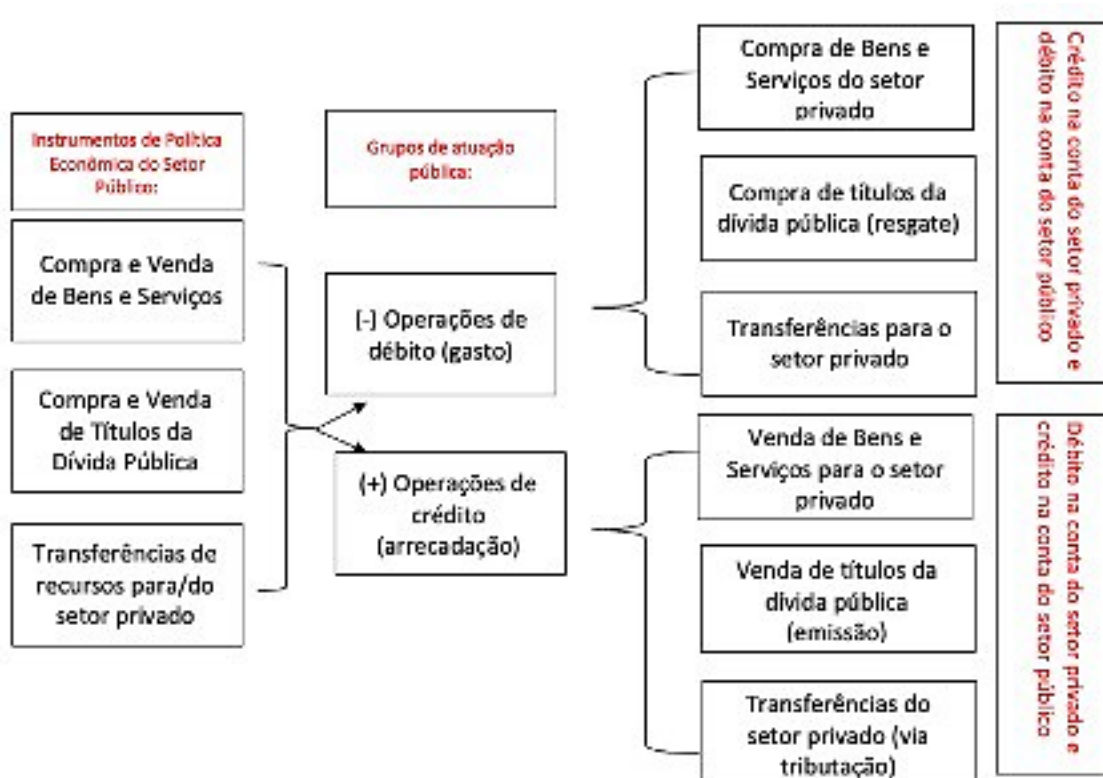 Instrumentos de Política
Econômica do Setor
Público:
Compra e Venda
de Bens e Serviços
Compra e Venda
de Títulos da
Dívida Pública
Transferências de
recursos para/do
setor privado
Grupos de atuação
pública:
(-) Operações de
débito (gasto)
(+) Operações de
crédito
(arrecadação)
Compra de Bens e
Serviços do setor
privado
Compra de títulos da
dívida pública (resgate)
Transferências para o
setor privado
Venda de Bens e
Serviços para o setor
privado
Venda de títulos da
dívida pública
(emissão)
Transferências do
setor privado (via
tributação)
Crédito na conta do setor privado e
débito na conta do setor público
Débito na conta do setor privado e
crédito na conta do setor público